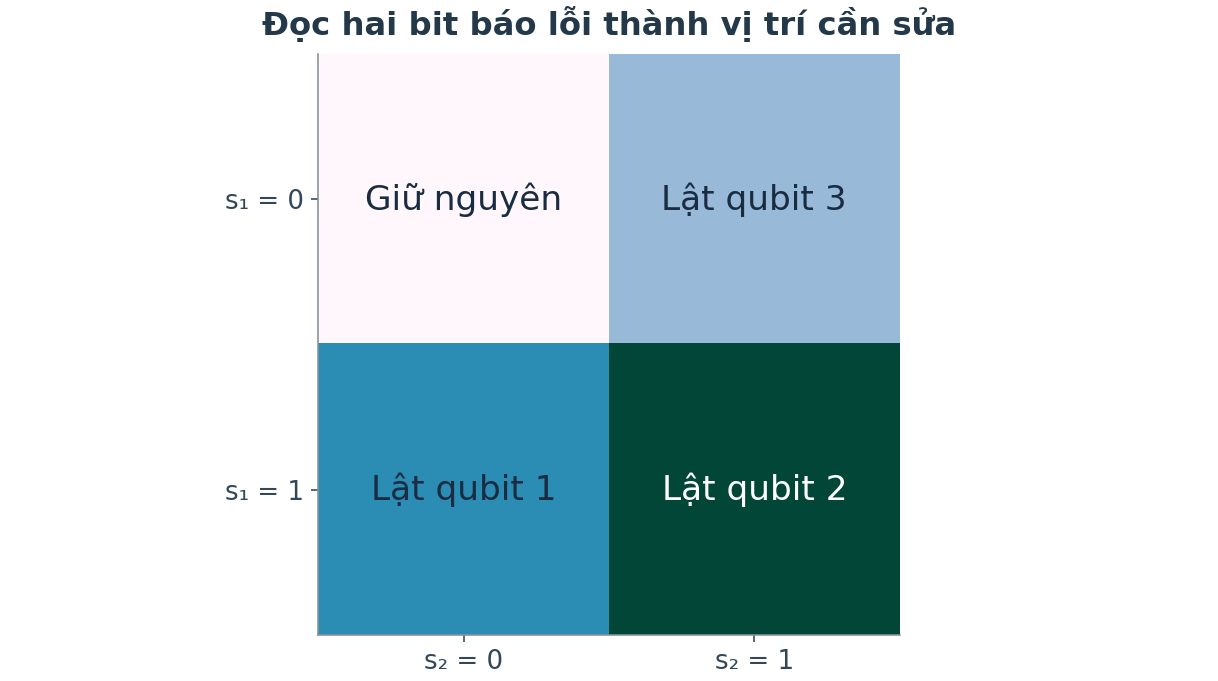 Đọc hai bit báo lỗi thành vị trí cần sửa
s₁ = 0
Giữ nguyên
Lật qubit 3
s₁ = 1
Lật qubit 1
Lật qubit 2
s₂ = 0
s₂ = 1